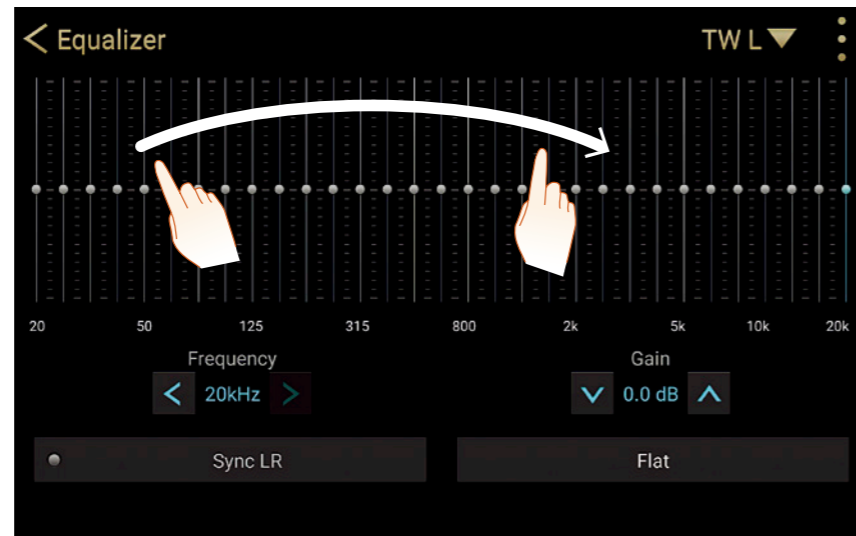 Equalizer TW L
20 50 125 315 800 2k 5k 10k 20k
Frequency Gain
20kHz 0.0 dB
Sync LR Flat